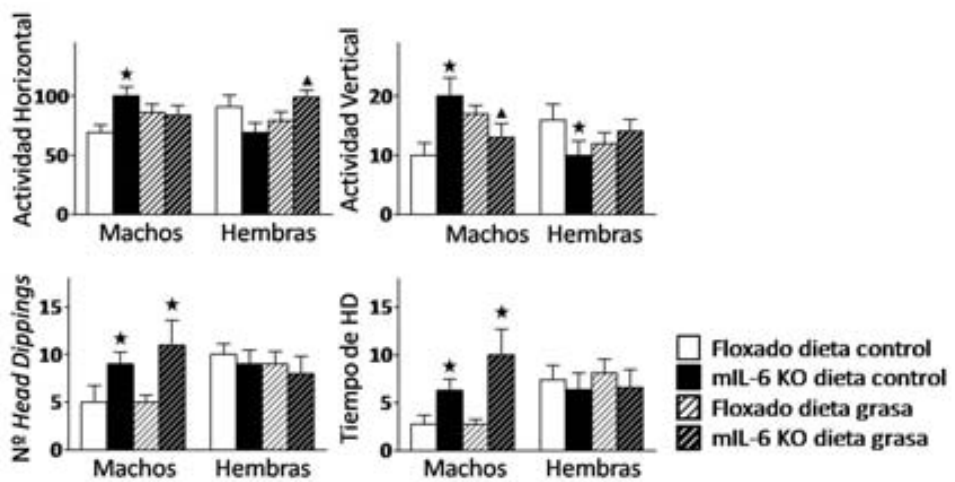 Actividad Horizontal
100
50
0
Machos
Hembras
Actividad Vertical
20
10
0
Machos
Hembras
Nº Head Dippings
15
10
5
0
Machos
Hembras
Tiempo de HD
15
10
5
0
Machos
Hembras
Floxado dieta control
mIL-6 KO dieta control
Floxado dieta grasa
mIL-6 KO dieta grasa